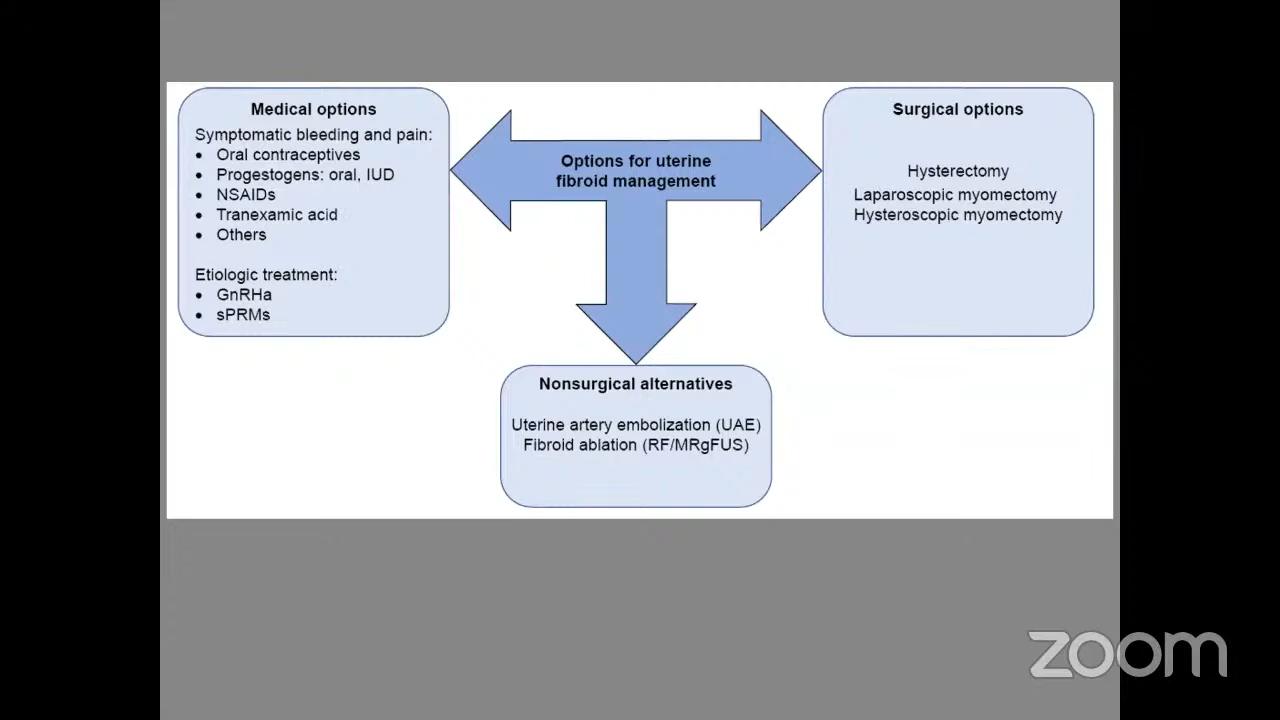 Medical options
Symptomatic bleeding and pain:
• Oral contraceptives
• Progestogens: oral, IUD
• NSAIDs
• Tranexamic acid
• Others
Etiologic treatment:
• GnRHa
• sPRMs
Options for uterine
fibroid management
Surgical options
Hysterectomy
Laparoscopic myomectomy
Hysteroscopic myomectomy
Nonsurgical alternatives
Uterine artery embolization (UAE)
Fibroid ablation (RF/MRgFUS)
zoom